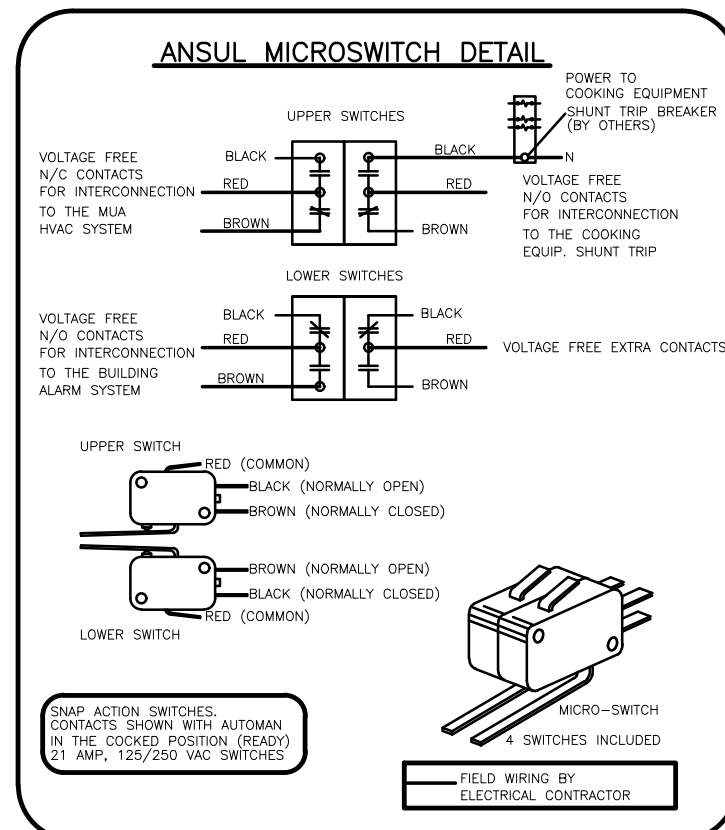 ANSUL MICROSWITCH DETAIL
POWER TO
COOKING EQUIPMENT
SHUNT TRIP BREAKER
(BY OTHERS)
UPPER SWITCHES
VOLTAGE FREE
N/C CONTACTS
FOR INTERCONNECTION
TO THE MUA
HVAC SYSTEM
BLACK
RED
BROWN
BLACK
N
RED
BROWN
VOLTAGE FREE
N/O CONTACTS
FOR INTERCONNECTION
TO THE COOKING
EQUIP. SHUNT TRIP
LOWER SWITCHES
VOLTAGE FREE
N/O CONTACTS
FOR INTERCONNECTION
TO THE BUILDING
ALARM SYSTEM
BLACK
RED
BROWN
BLACK
RED
BROWN
VOLTAGE FREE EXTRA CONTACTS
UPPER SWITCH
RED (COMMON)
BLACK (NORMALLY OPEN)
BROWN (NORMALLY CLOSED)
BROWN (NORMALLY OPEN)
BLACK (NORMALLY CLOSED)
RED (COMMON)
LOWER SWITCH
SNAP ACTION SWITCHES.
CONTACTS SHOWN WITH AUTOMAN
IN THE COCKED POSITION (READY)
21 AMP, 125/250 VAC SWITCHES
MICRO-SWITCH
4 SWITCHES INCLUDED
FIELD WIRING BY
ELECTRICAL CONTRACTOR